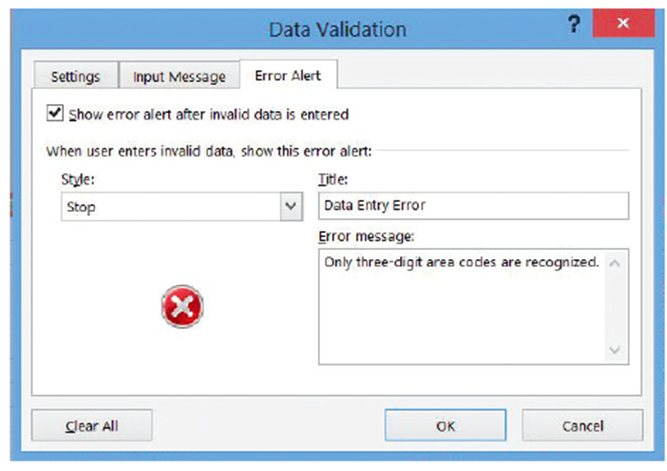 Data Validation
?
Settings
Input Message
Error Alert
Show error alert after invalid data is entered
When user enters invalid data, show this error alert:
Style:
Title:
Stop
Data Entry Error
Error message:
Only three-digit area codes are recognized.
Clear All
OK
Cancel